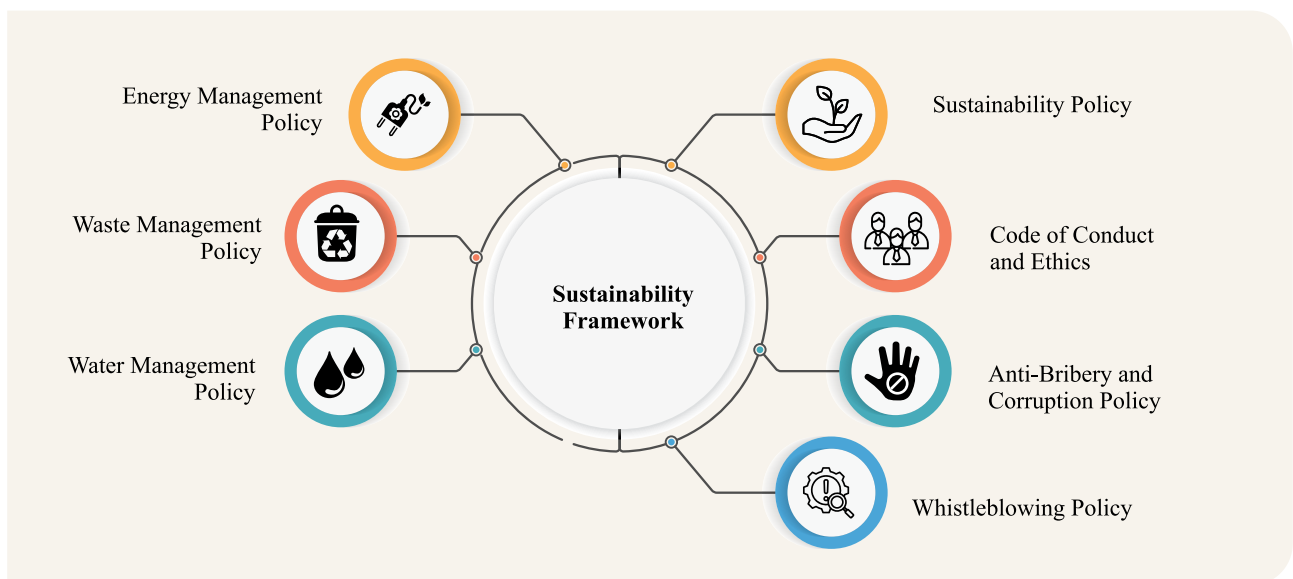 Energy Management
Policy
Sustainability Policy
Waste Management
Policy
Code of Conduct
and Ethics
Sustainability
Framework
Water Management
Policy
Anti-Bribery and
Corruption Policy
Whistleblowing Policy